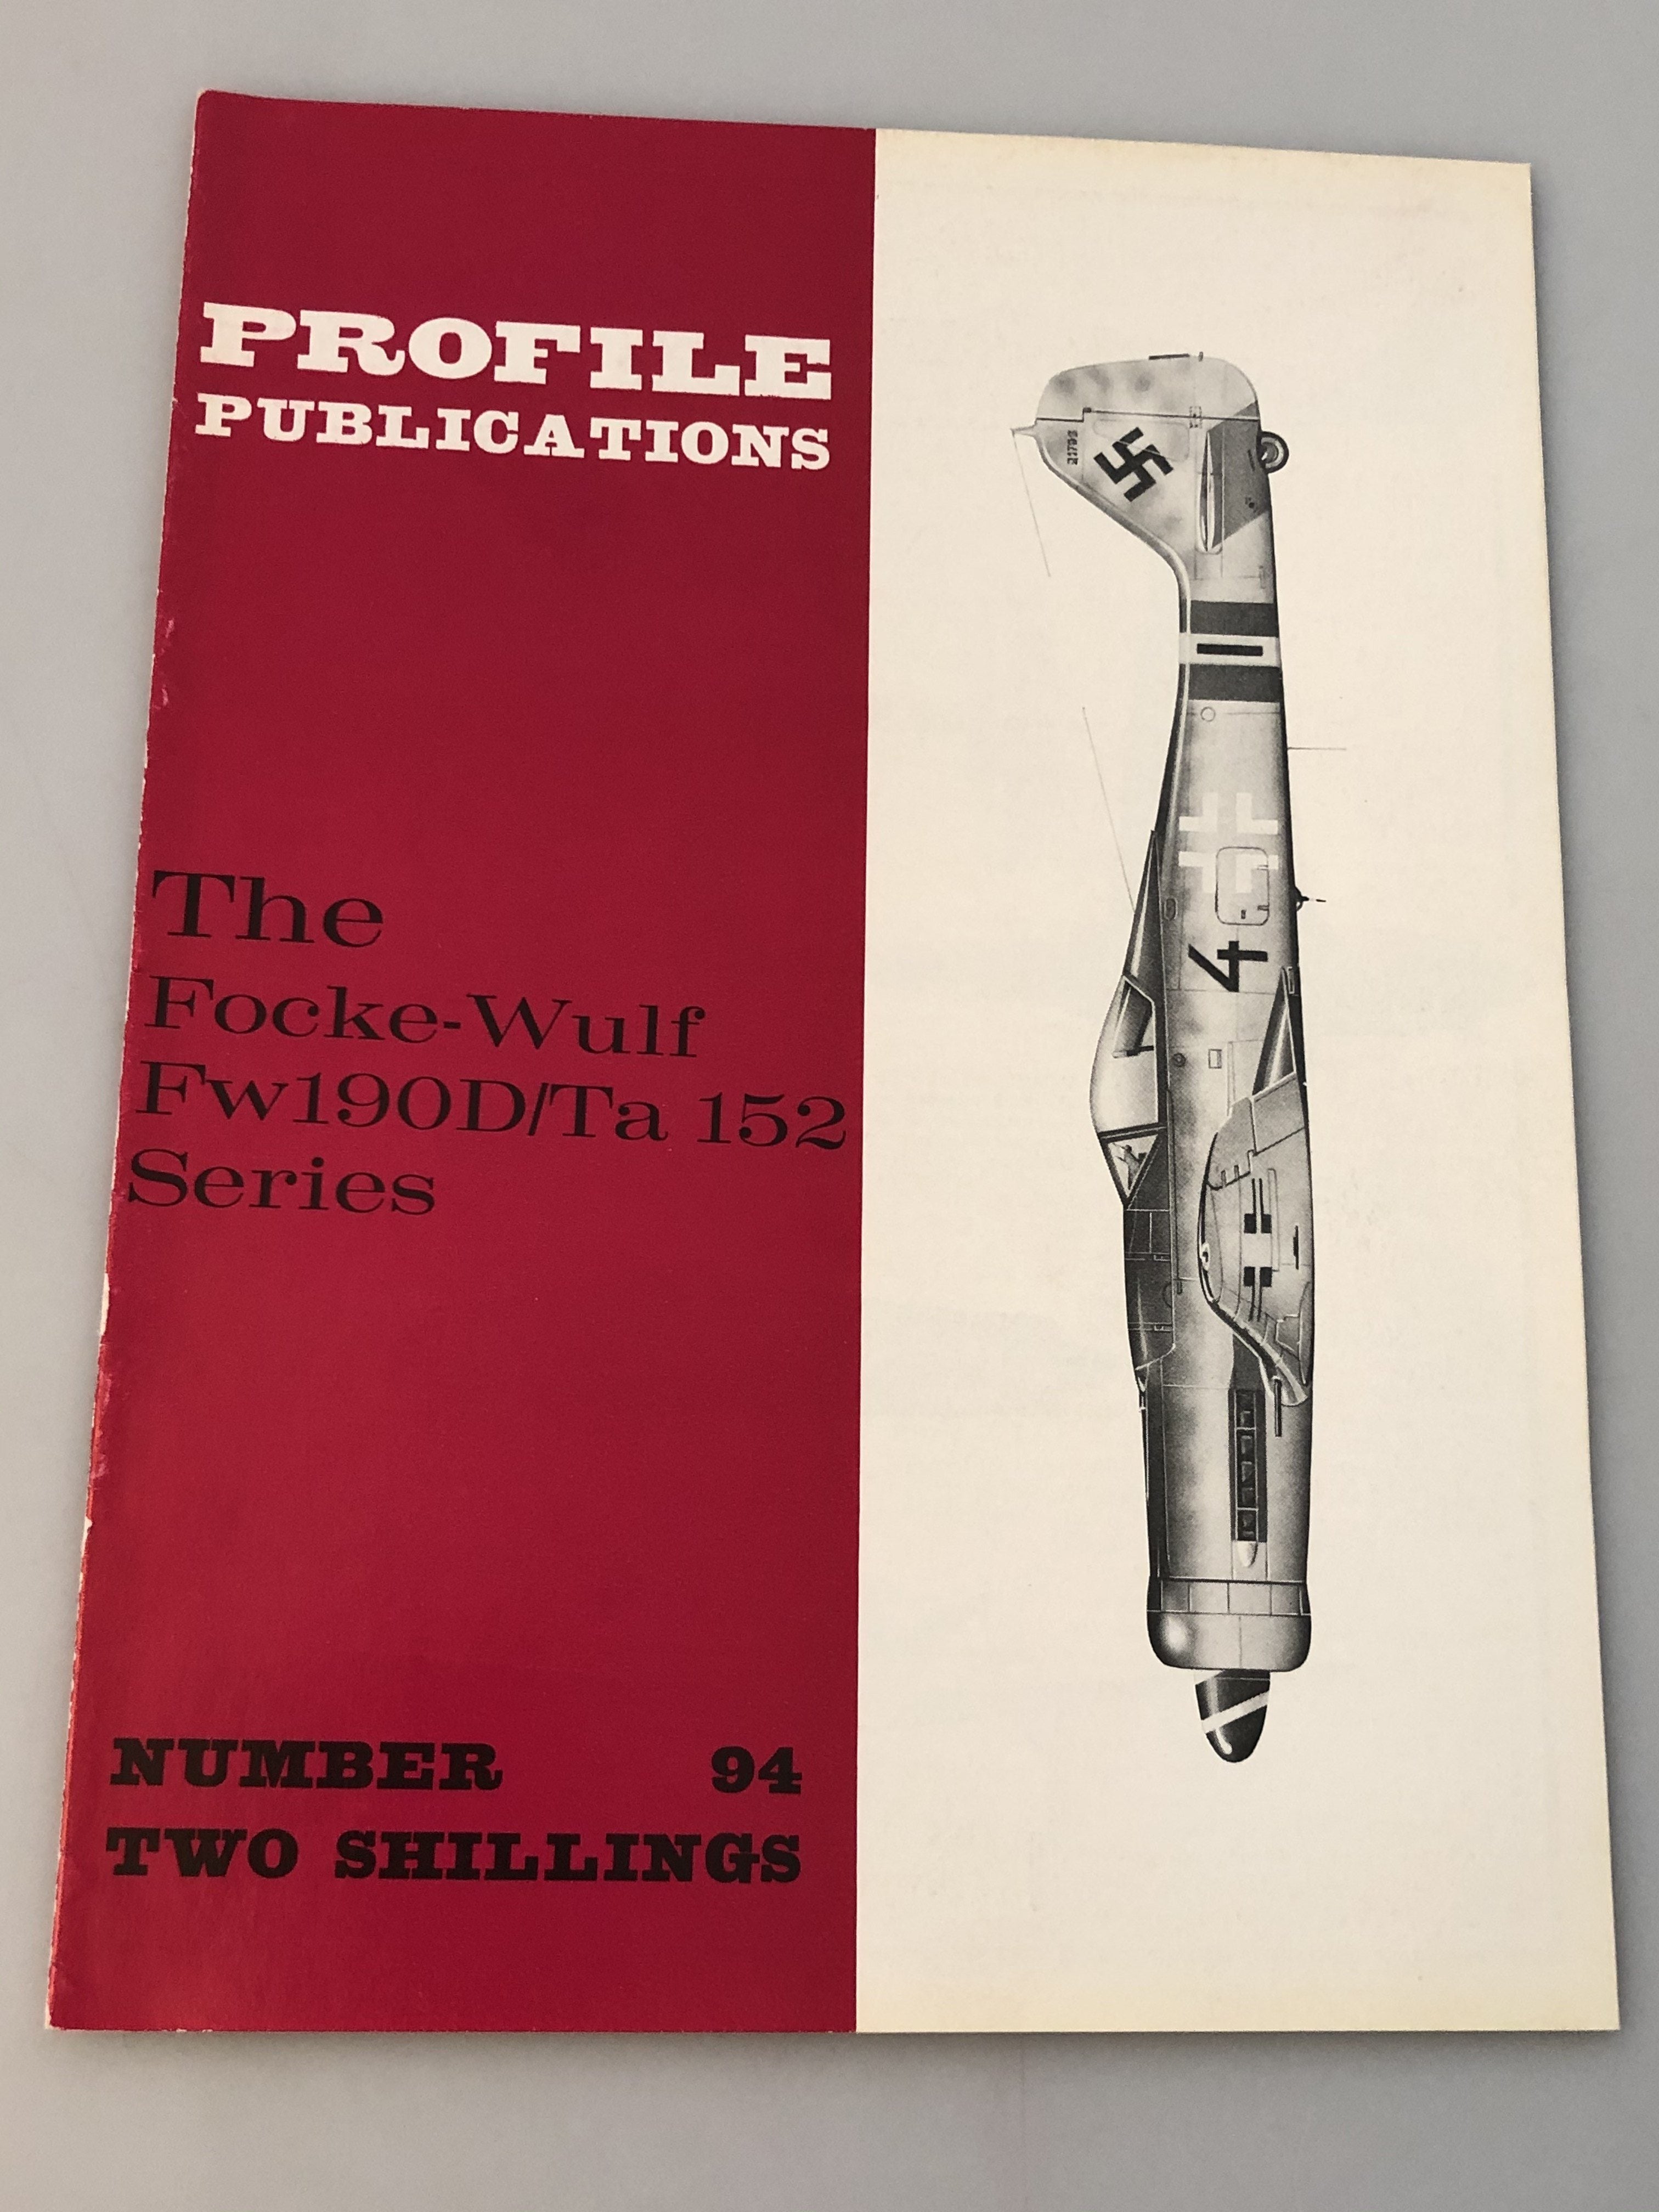 PROFILE
PUBLICATIONS
The
Focke-Wulf
Fw190D/Ta 152
Series
NUMBER 94
TWO SHILLINGS
4